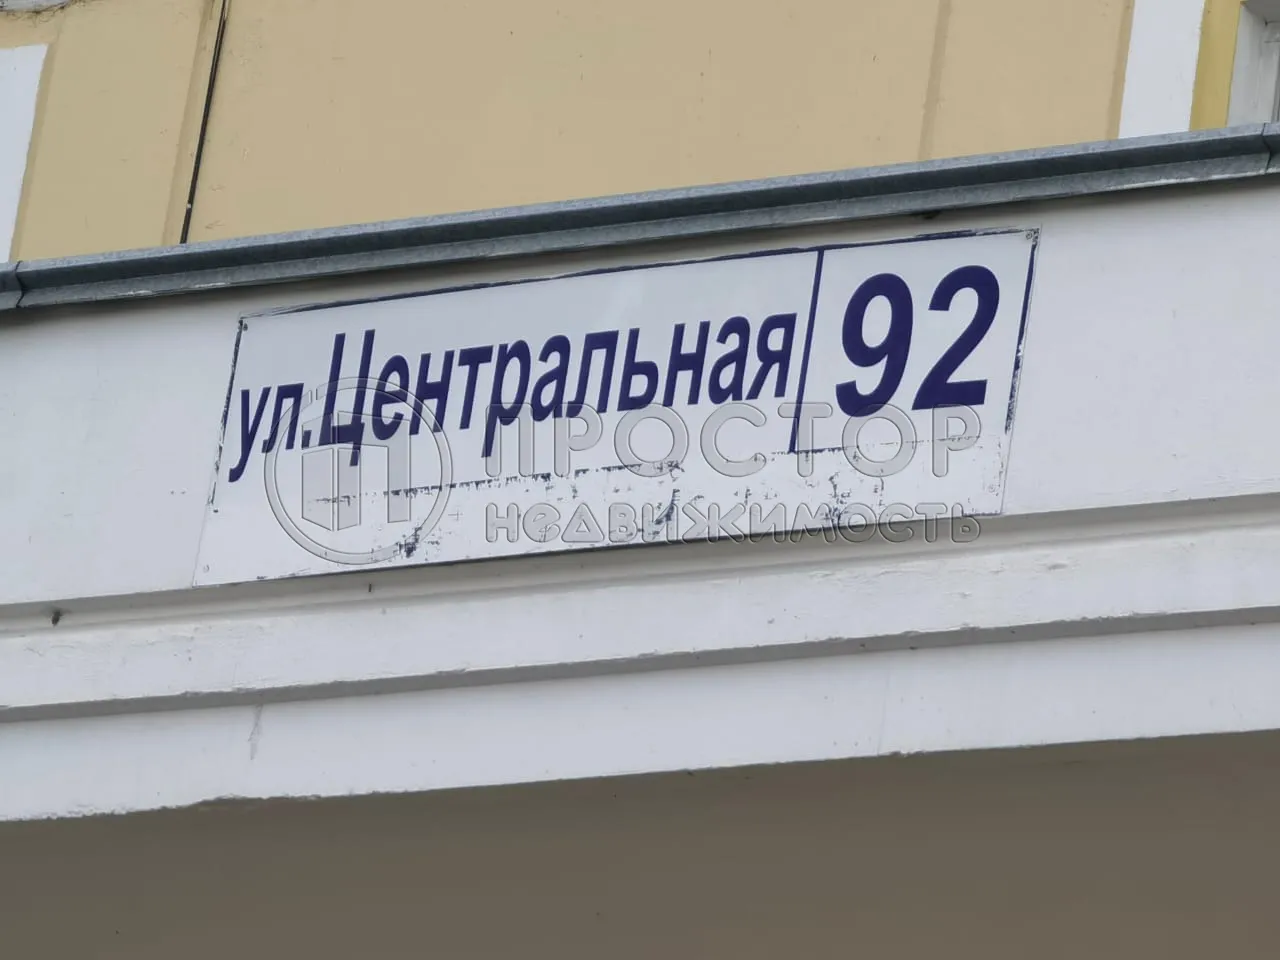 ул.Центральная 92
ПРОСТОР
недвижимость